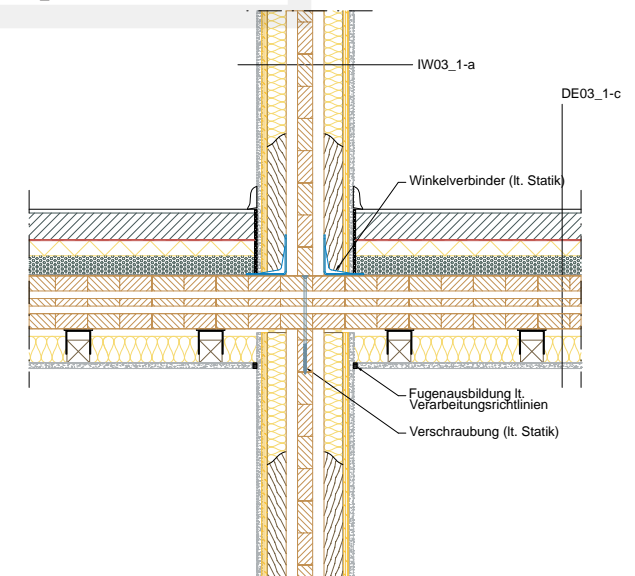 IW03_1-a
DE03_1-c
Winkelverbinder (lt. Statik)
Fugenausbildung lt.
Verarbeitungsrichtlinien
Verschraubung (lt. Statik)